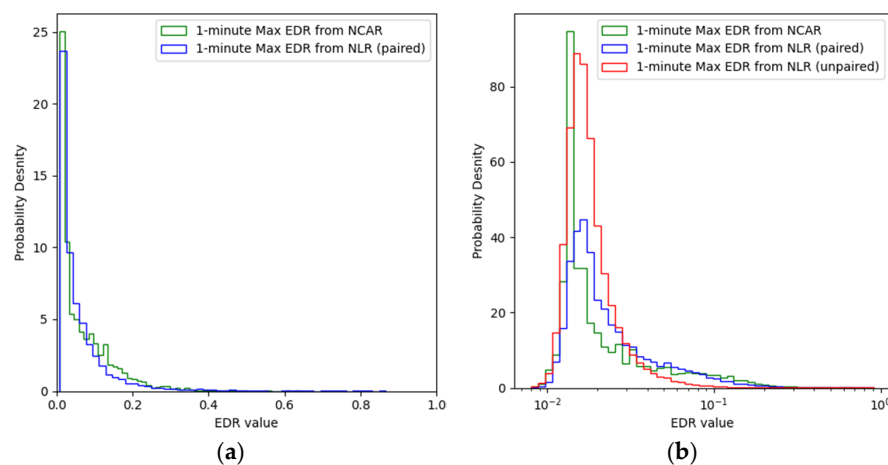 1-minute Max EDR from NCAR
1-minute Max EDR from NLR (paired)
25
20
15
10
5
0
Probability Desnity
0.0 0.2 0.4 0.6 0.8 1.0
EDR value
(a)
1-minute Max EDR from NCAR
1-minute Max EDR from NLR (paired)
1-minute Max EDR from NLR (unpaired)
80
60
40
20
0
Probability Desnity
10⁻² 10⁻¹ 10⁰
EDR value
(b)